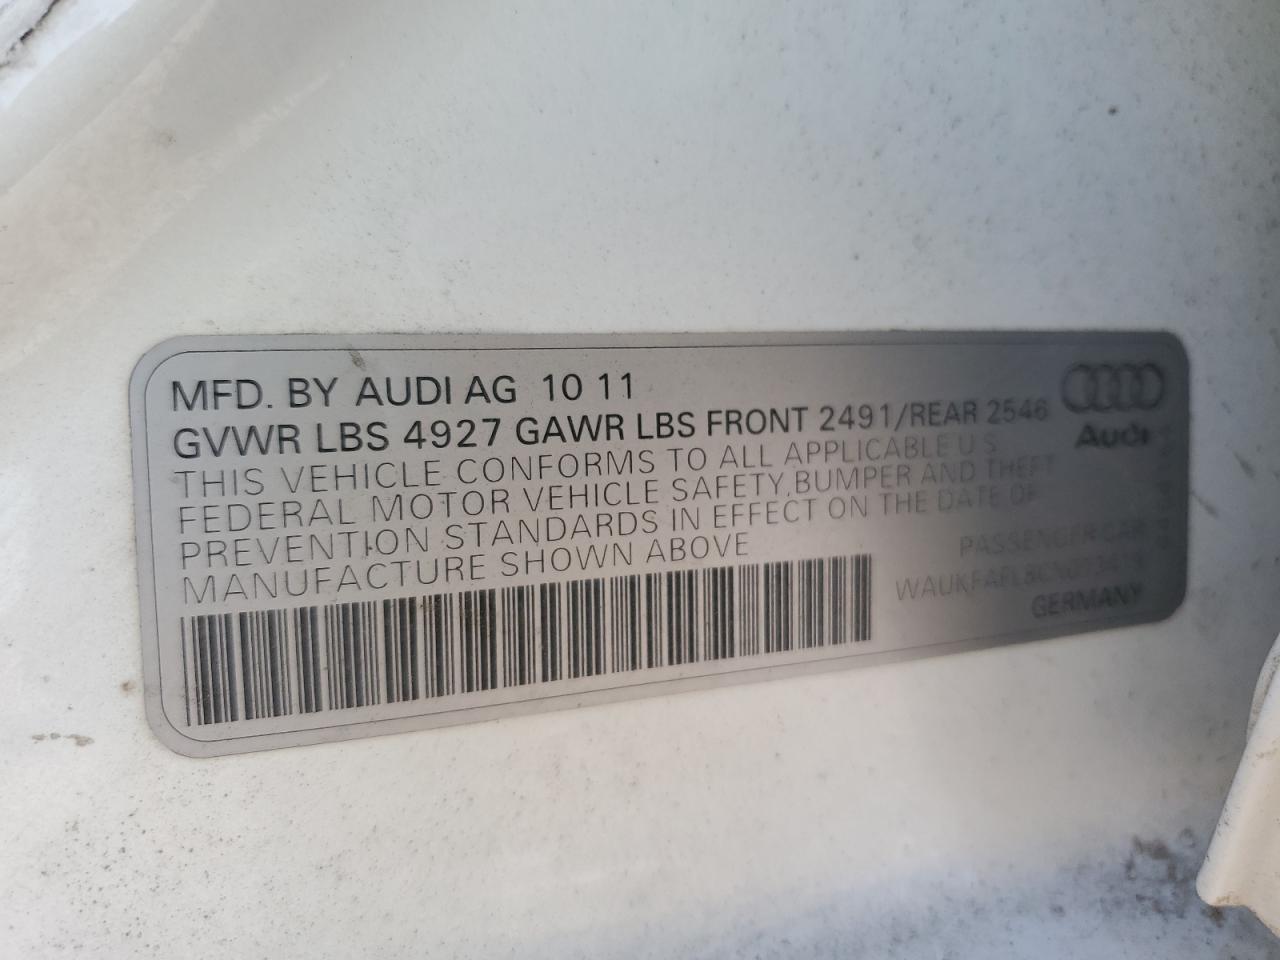 MFD. BY AUDI AG 10 11
GVWR LBS 4927 GAWR LBS FRONT 2491/REAR 2546
Audi
THIS VEHICLE CONFORMS TO ALL APPLICABLE U S
FEDERAL MOTOR VEHICLE SAFETY,BUMPER AND THEFT
PREVENTION STANDARDS IN EFFECT ON THE DATE OF
MANUFACTURE SHOWN ABOVE
PASSENGER CAR
GERMANY